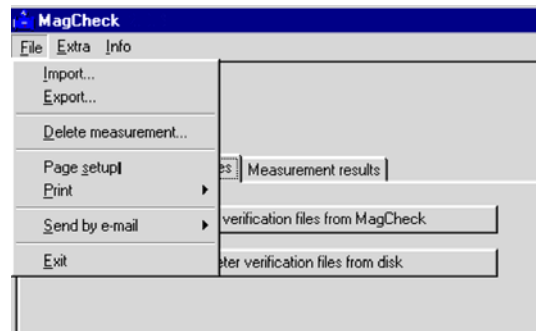 MagCheck
File Extra Info
Import...
Export...
Delete measurement...
Page setup
Print
Send by e-mail
Exit
es Measurement results
verification files from MagCheck
eter verification files from disk